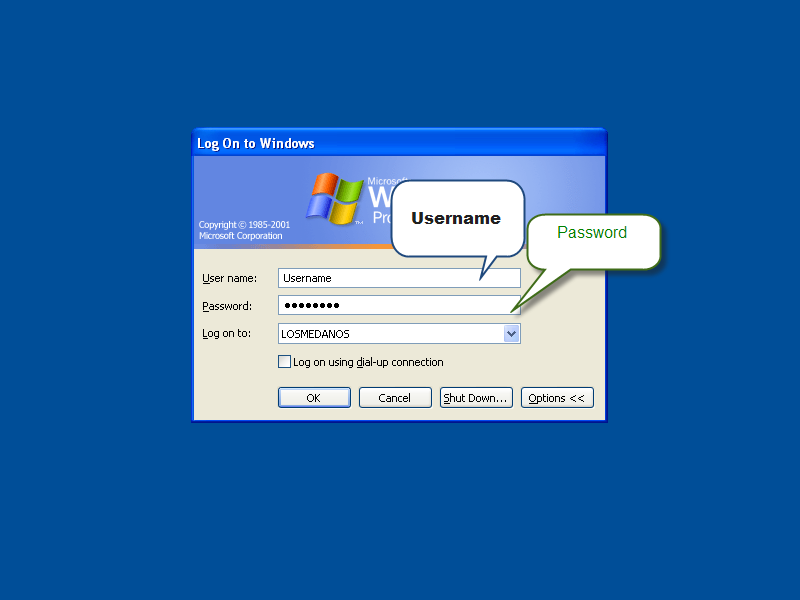 Log On to Windows
Microsoft
W
Pro
Copyright © 1985-2001
Microsoft Corporation
TM
Username
Password
User name: Username
Password: ●●●●●●●●
Log on to: LOSMEDANOS
Log on using dial-up connection
OK Cancel Shut Down... Options <<